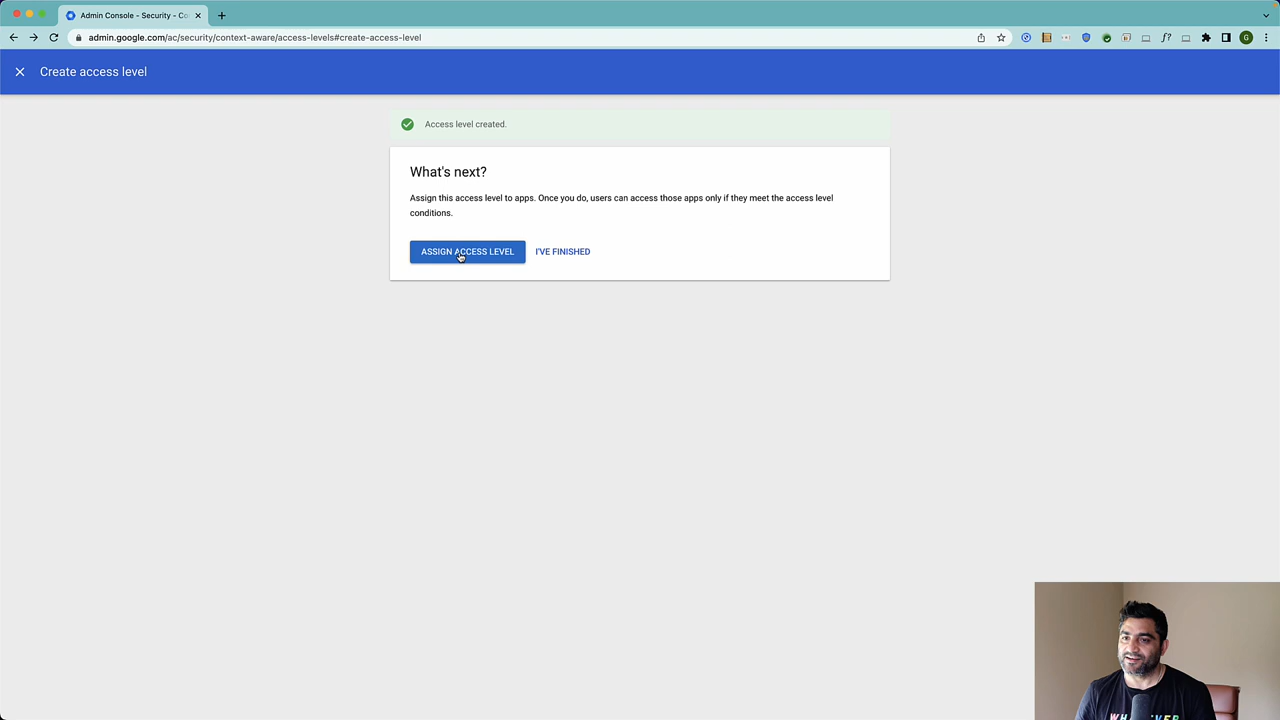 Admin Console - Security - Co
admin.google.com/ac/security/context-aware/access-levels#create-access-level
G
Create access level
Access level created.
What's next?
Assign this access level to apps. Once you do, users can access those apps only if they meet the access level
conditions.
ASSIGN ACCESS LEVEL
I'VE FINISHED